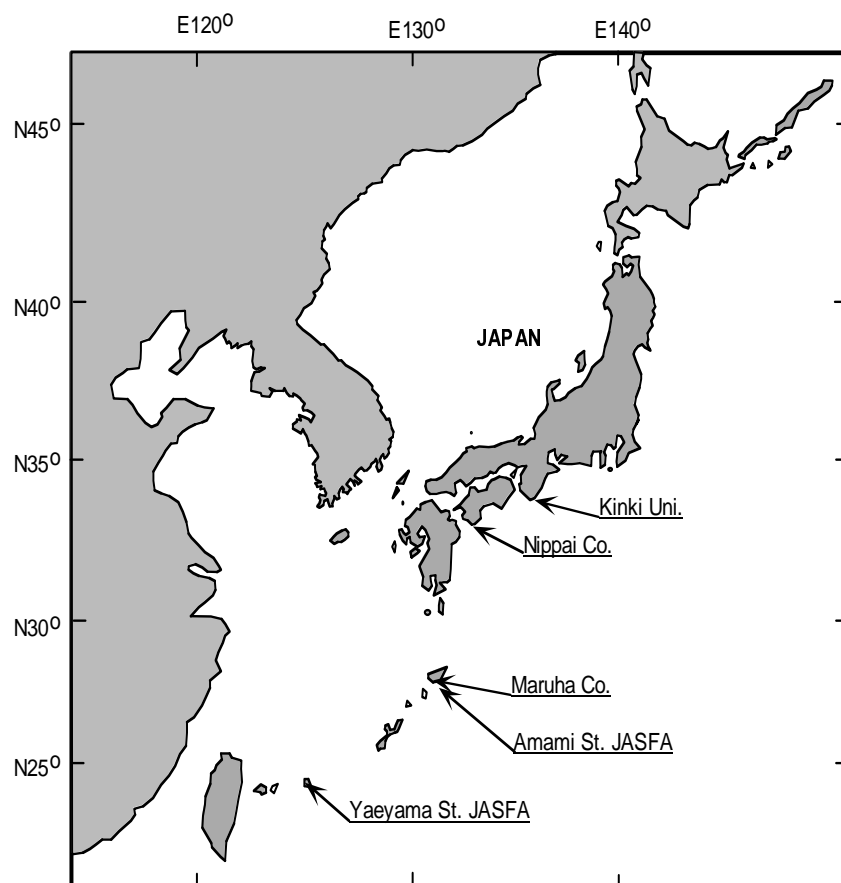 E120º E130º E140º
N45º
N40º
JAPAN
N35º
Kinki Uni.
Nippai Co.
N30º
Maruha Co.
Amami St. JASFA
N25º
Yaeyama St. JASFA